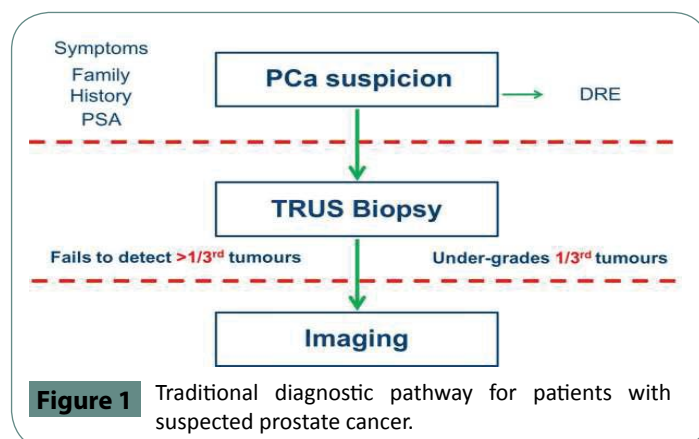 Symptoms
Family
History
PSA
PCa suspicion
DRE
TRUS Biopsy
Fails to detect >1/3rd tumours
Under-grades 1/3rd tumours
Imaging
Figure 1 Traditional diagnostic pathway for patients with
suspected prostate cancer.